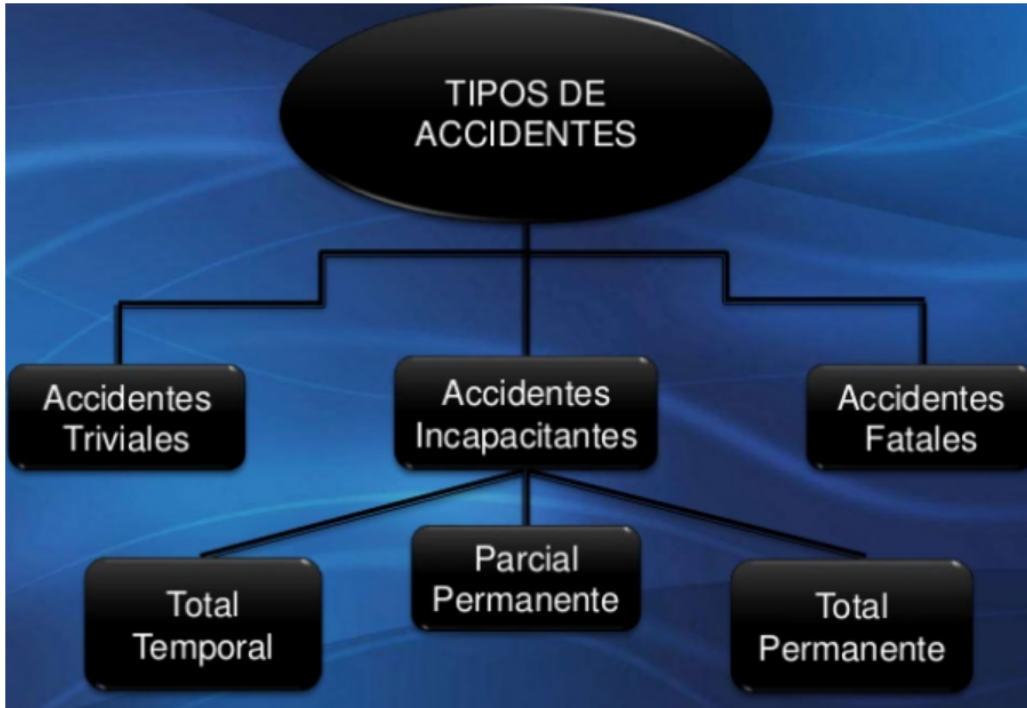 TIPOS DE
ACCIDENTES
Accidentes
Triviales
Accidentes
Incapacitantes
Accidentes
Fatales
Total
Temporal
Parcial
Permanente
Total
Permanente